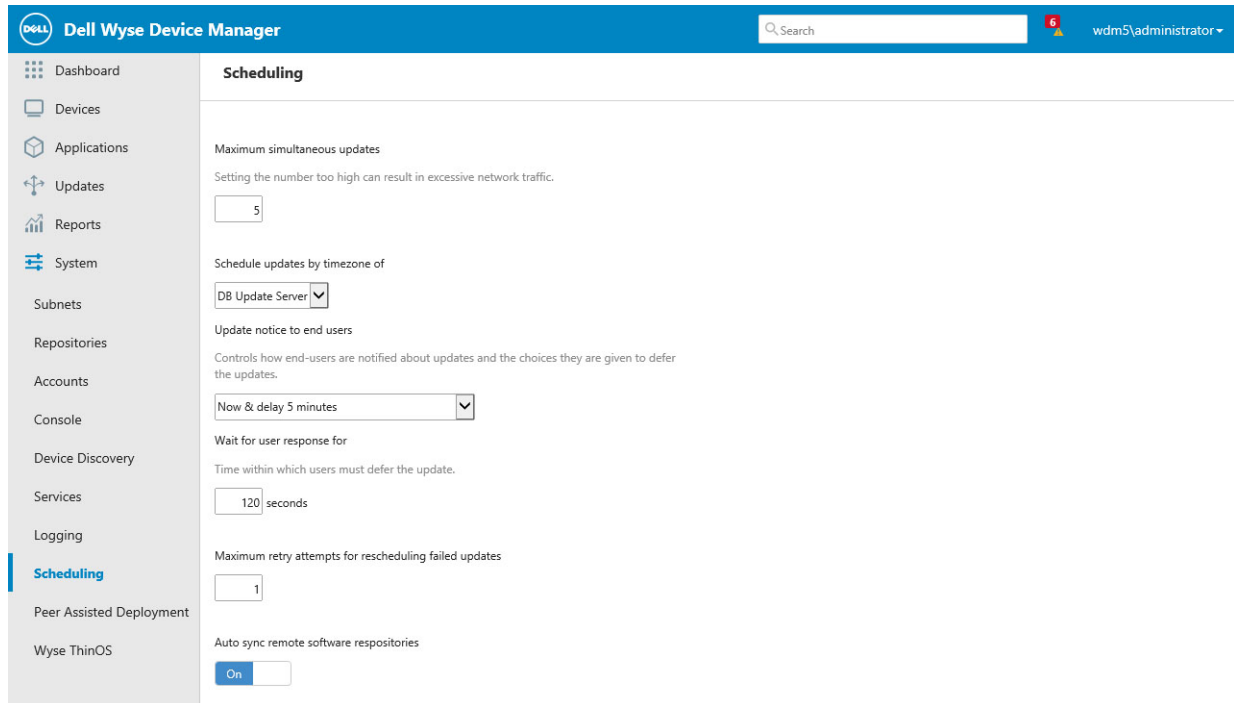 DELL
Dell Wyse Device Manager
Search
6
wdm5\administrator
Dashboard
Devices
Applications
Updates
Reports
System
Subnets
Repositories
Accounts
Console
Device Discovery
Services
Logging
Scheduling
Peer Assisted Deployment
Wyse ThinOS
Scheduling
Maximum simultaneous updates
Setting the number too high can result in excessive network traffic.
5
Schedule updates by timezone of
DB Update Server
Update notice to end users
Controls how end-users are notified about updates and the choices they are given to defer
the updates.
Now & delay 5 minutes
Wait for user response for
Time within which users must defer the update.
120 seconds
Maximum retry attempts for rescheduling failed updates
1
Auto sync remote software respositories
On